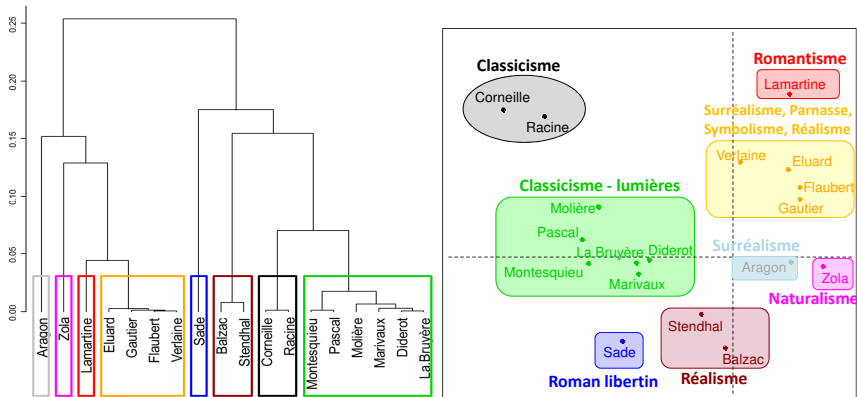 0.25
0.20
0.15
0.10
0.05
0.00
Aragon
Zola
Lamartine
Eluard
Gautier
Flaubert
Verlaine
Sade
Balzac
Stendhal
Corneille
Racine
Montesquieu
Pascal
Molière
Marivaux
Diderot
La.Bruyère
Classicisme
Corneille
Racine
Romantisme
Lamartine
Surréalisme, Parnasse,
Symbolisme, Réalisme
Verlaine
Eluard
Flaubert
Gautier
Classicisme - lumières
Molière
Pascal
La.Bruyère
Diderot
Montesquieu
Marivaux
Surréalisme
Aragon
Zola
Naturalisme
Stendhal
Balzac
Réalisme
Sade
Roman libertin